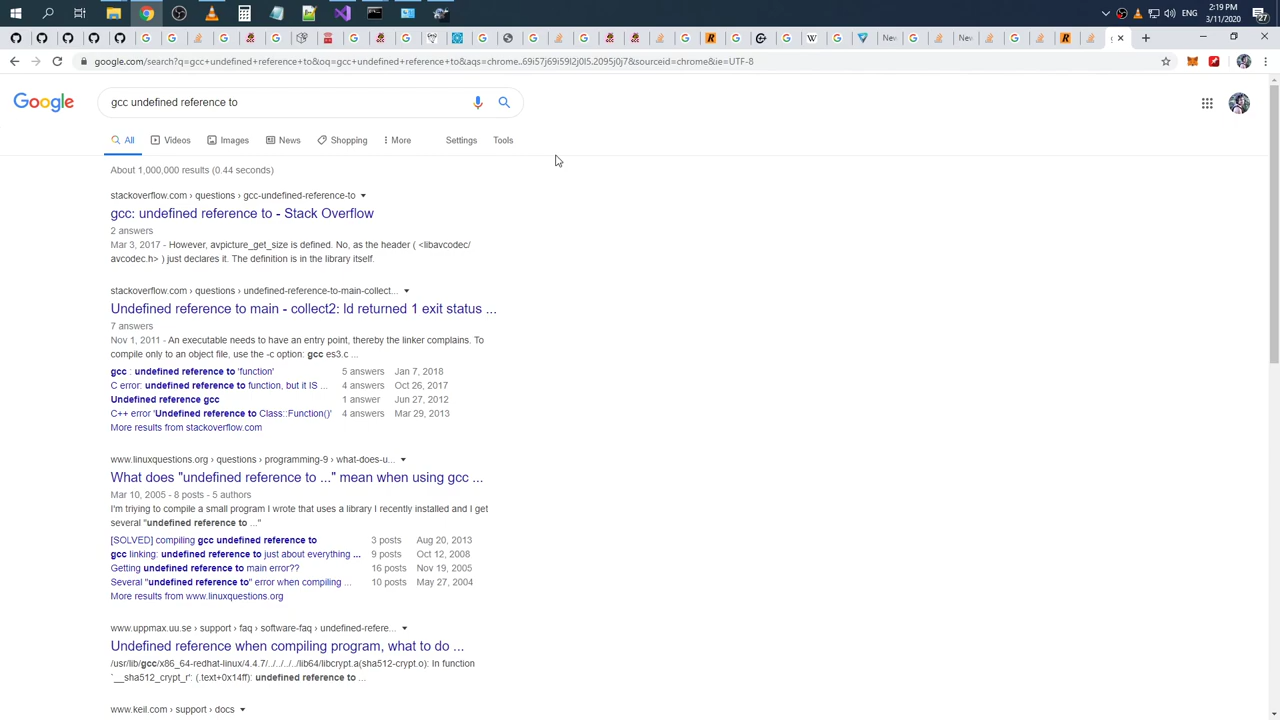 2:19 PM
ENG
3/11/2020
New
New
g
google.com/search?q=gcc+undefined+reference+to&oq=gcc+undefined+reference+to&aqs=chrome..69i57j69i59l2j0l5.2095j0j7&sourceid=chrome&ie=UTF-8
Google
gcc undefined reference to
All Videos Images News Shopping More Settings Tools
About 1,000,000 results (0.44 seconds)
stackoverflow.com › questions › gcc-undefined-reference-to
gcc: undefined reference to - Stack Overflow
2 answers
Mar 3, 2017 - However, avpicture_get_size is defined. No, as the header ( <libavcodec/
avcodec.h> ) just declares it. The definition is in the library itself.
stackoverflow.com › questions › undefined-reference-to-main-collect...
Undefined reference to main - collect2: ld returned 1 exit status ...
7 answers
Nov 1, 2011 - An executable needs to have an entry point, thereby the linker complains. To
compile only to an object file, use the -c option: gcc es3.c ...
gcc : undefined reference to 'function' 5 answers Jan 7, 2018
C error: undefined reference to function, but it IS ... 4 answers Oct 26, 2017
Undefined reference gcc 1 answer Jun 27, 2012
C++ error 'Undefined reference to Class::Function()' 4 answers Mar 29, 2013
More results from stackoverflow.com
www.linuxquestions.org › questions › programming-9 › what-does-u...
What does "undefined reference to ..." mean when using gcc ...
Mar 10, 2005 - 8 posts - 5 authors
I'm triying to compile a small program I wrote that uses a library I recently installed and I get
several "undefined reference to ..."
[SOLVED] compiling gcc undefined reference to 3 posts Aug 20, 2013
gcc linking: undefined reference to just about everything ... 9 posts Oct 12, 2008
Getting undefined reference to main error?? 16 posts Nov 19, 2005
Several "undefined reference to" error when compiling ... 10 posts May 27, 2004
More results from www.linuxquestions.org
www.uppmax.uu.se › support › faq › software-faq › undefined-refere...
Undefined reference when compiling program, what to do ...
/usr/lib/gcc/x86_64-redhat-linux/4.4.7/../../../../lib64/libcrypt.a(sha512-crypt.o): In function
`__sha512_crypt_r': (.text+0x14ff): undefined reference to ...
www.keil.com › support › docs